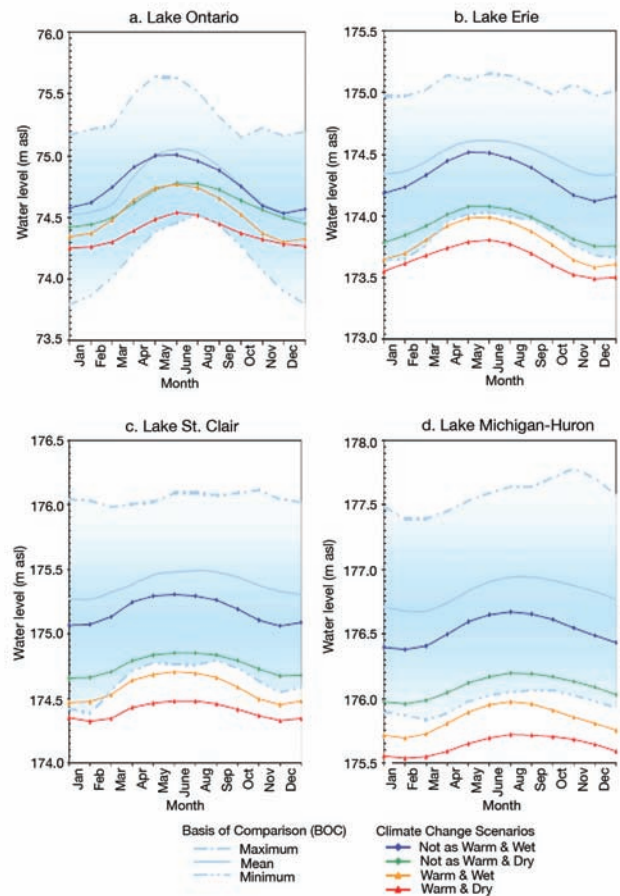 a. Lake Ontario
76.0
75.5
75.0
74.5
74.0
73.5
Water level (m asl)
Jan Feb Mar Apr May June Aug Sep Oct Nov Dec
Month
b. Lake Erie
175.5
175.0
174.5
174.0
173.5
173.0
Water level (m asl)
Jan Feb Mar Apr May June Aug Sep Oct Nov Dec
Month
c. Lake St. Clair
176.5
176.0
175.5
175.0
174.5
174.0
Water level (m asl)
Jan Feb Mar Apr May June Aug Sep Oct Nov Dec
Month
d. Lake Michigan-Huron
178.0
177.5
177.0
176.5
176.0
175.5
Water level (m asl)
Jan Feb Mar Apr May June Aug Sep Oct Nov Dec
Month
Basis of Comparison (BOC)
Maximum
Mean
Minimum
Climate Change Scenarios
Not as Warm & Wet
Not as Warm & Dry
Warm & Wet
Warm & Dry